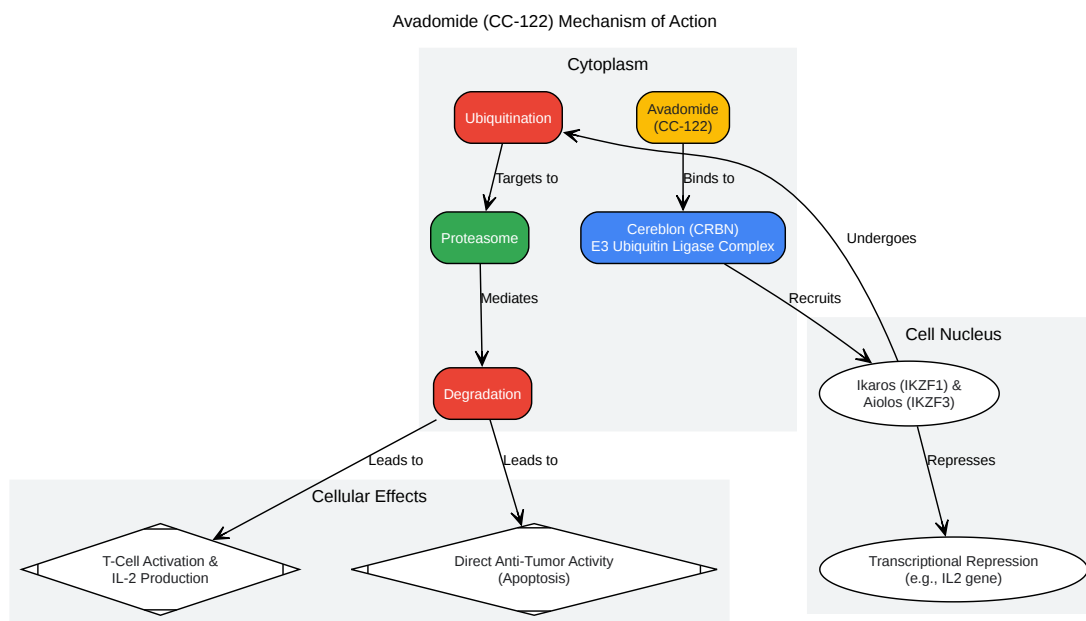 Avadomide (CC-122) Mechanism of Action
Cytoplasm
Ubiquitination
Avadomide
(CC-122)
Targets to
Binds to
Proteasome
Cereblon (CRBN)
E3 Ubiquitin Ligase Complex
Undergoes
Mediates
Recruits
Cell Nucleus
Degradation
Ikaros (IKZF1) &
Aiolos (IKZF3)
Leads to
Leads to
Represses
Cellular Effects
T-Cell Activation &
IL-2 Production
Direct Anti-Tumor Activity
(Apoptosis)
Transcriptional Repression
(e.g., IL2 gene)